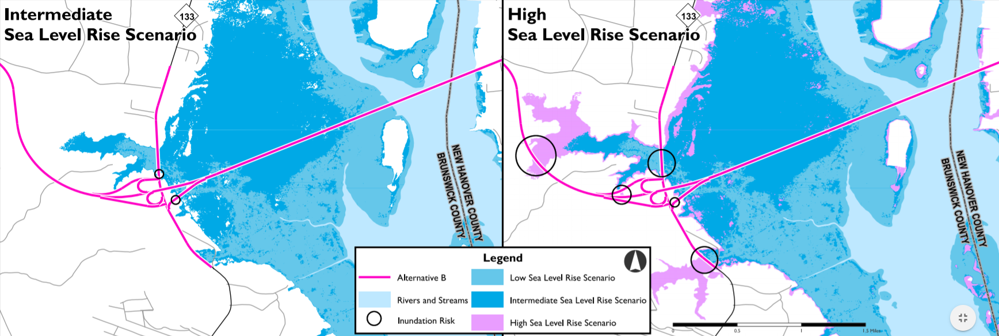 Intermediate
Sea Level Rise Scenario
133
NEW HANOVER COUNTY
BRUNSWICK COUNTY
High
Sea Level Rise Scenario
133
NEW HANOVER COUNTY
BRUNSWICK COUNTY
Legend
Alternative B
Rivers and Streams
Inundation Risk
Low Sea Level Rise Scenario
Intermediate Sea Level Rise Scenario
High Sea Level Rise Scenario
0 0.5 1 1.5 Miles